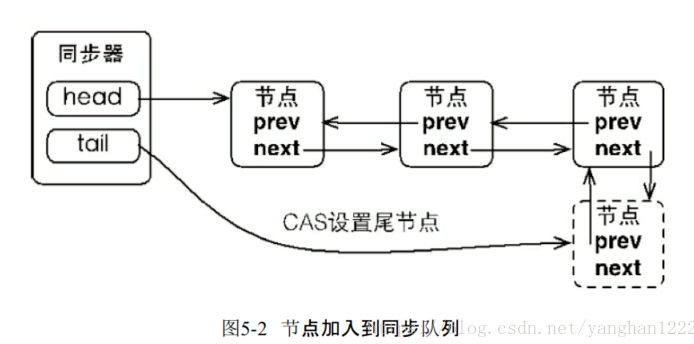 同步器
head
tail
节点
prev
next
节点
prev
next
节点
prev
next
CAS设置尾节点
节点
prev
next
图5-2 节点加入到同步队列
log.csdn.net/yanghan1222